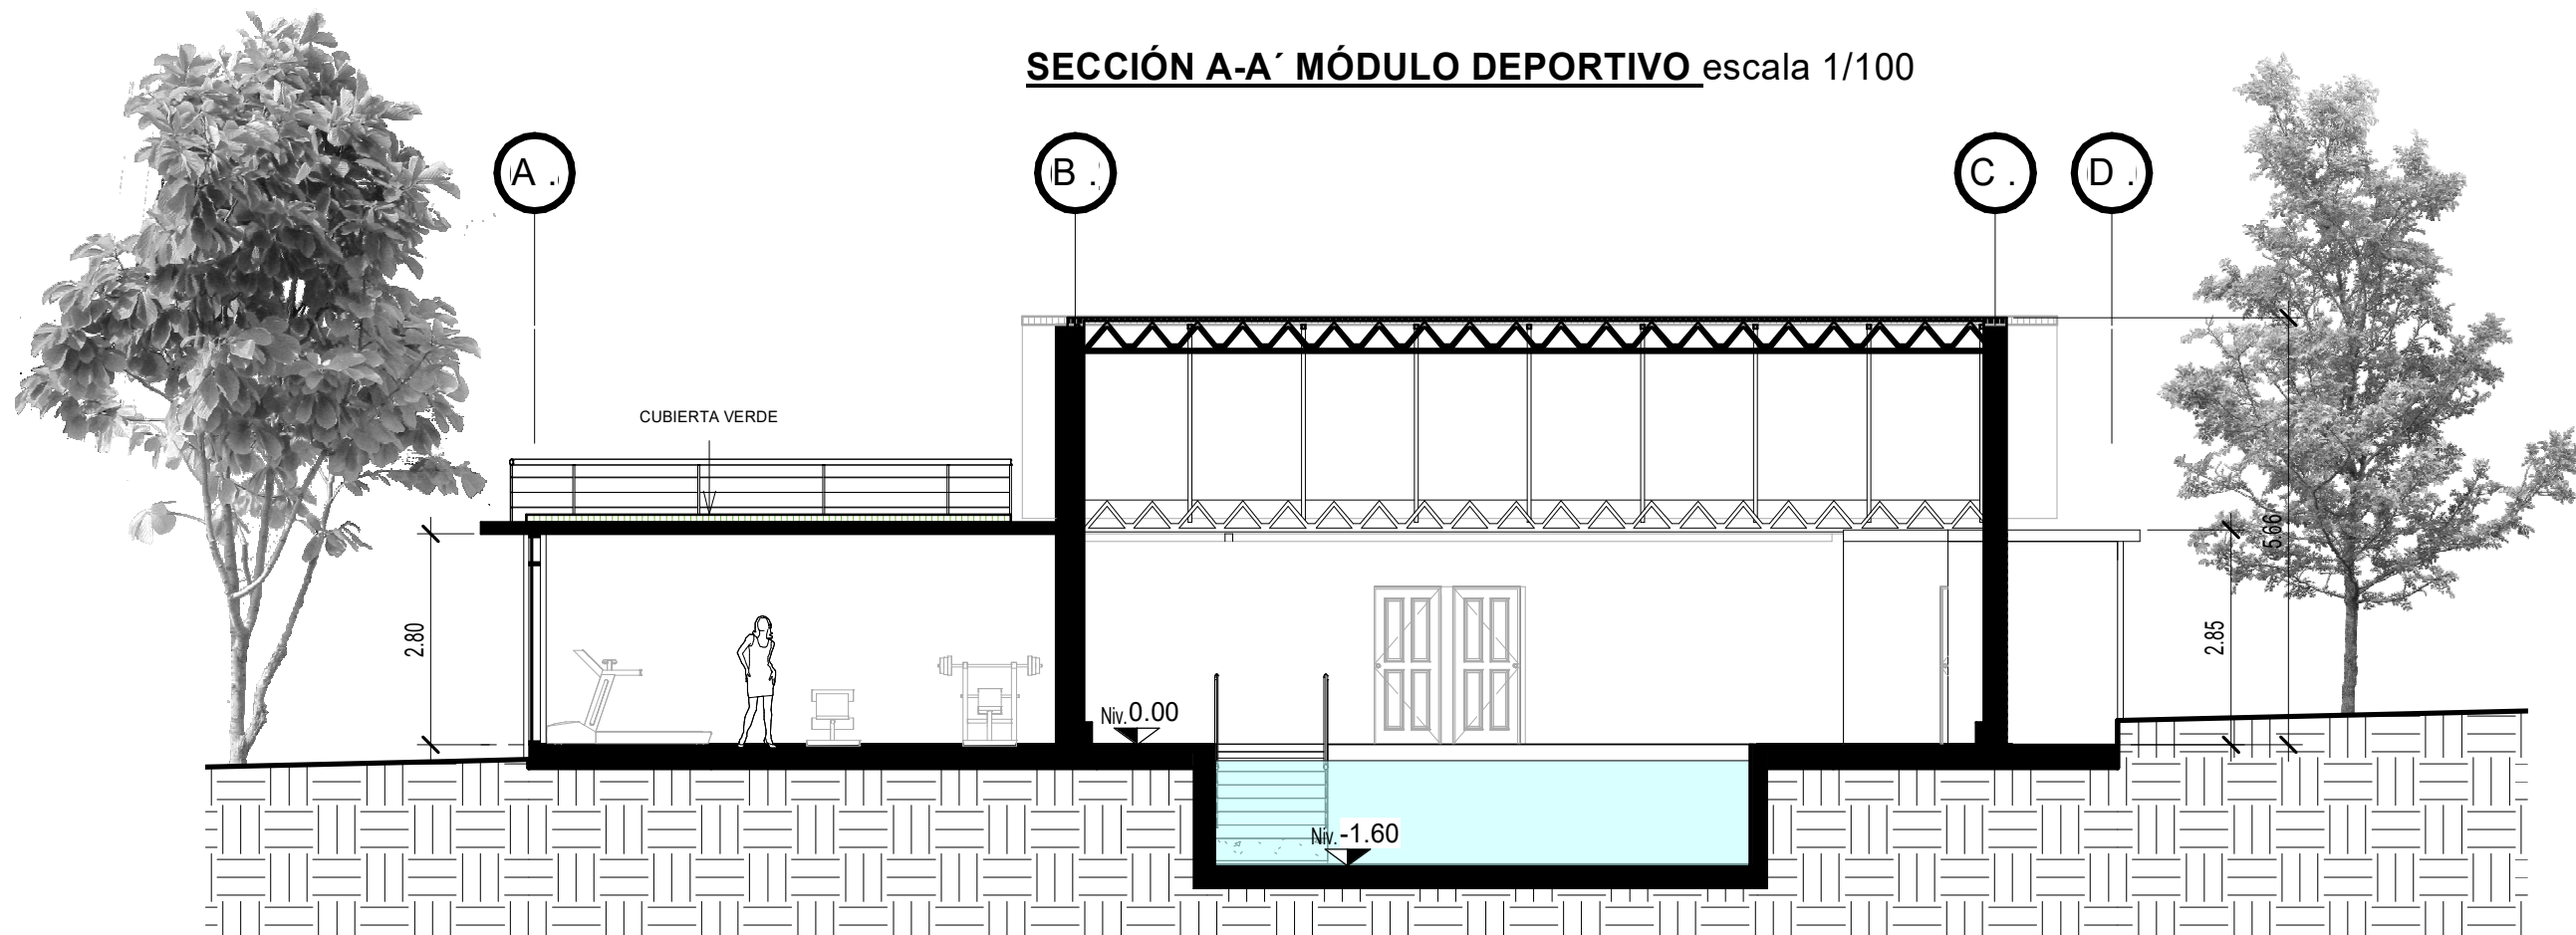 SECCIÓN A-A´ MÓDULO DEPORTIVO escala 1/100
A .
B .
C .
D .
CUBIERTA VERDE
5.66
2.80
2.85
Niv.0.00
Niv.-1.60